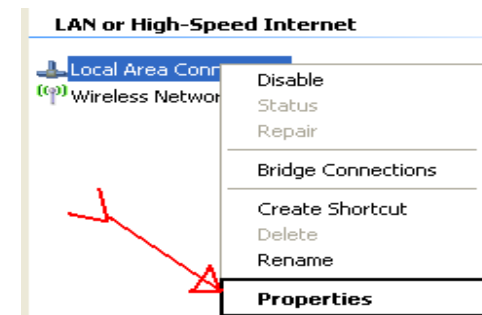 LAN or High-Speed Internet
Local Area Conn
Wireless Networ
Disable
Status
Repair
Bridge Connections
Create Shortcut
Delete
Rename
Properties